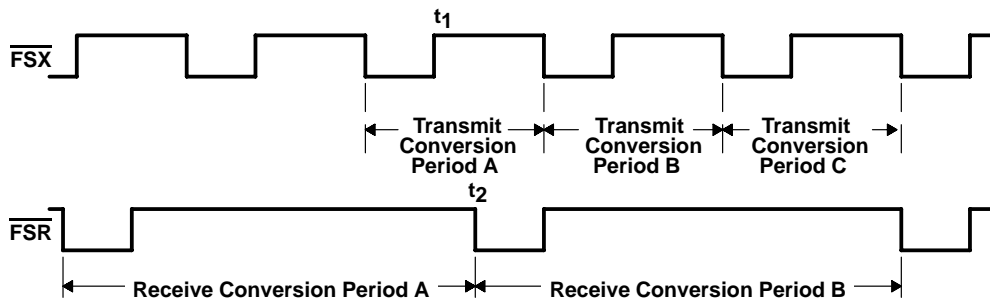 t1
FSX
Transmit
Conversion
Period A
Transmit
Conversion
Period B
Transmit
Conversion
Period C
t2
FSR
Receive Conversion Period A
Receive Conversion Period B